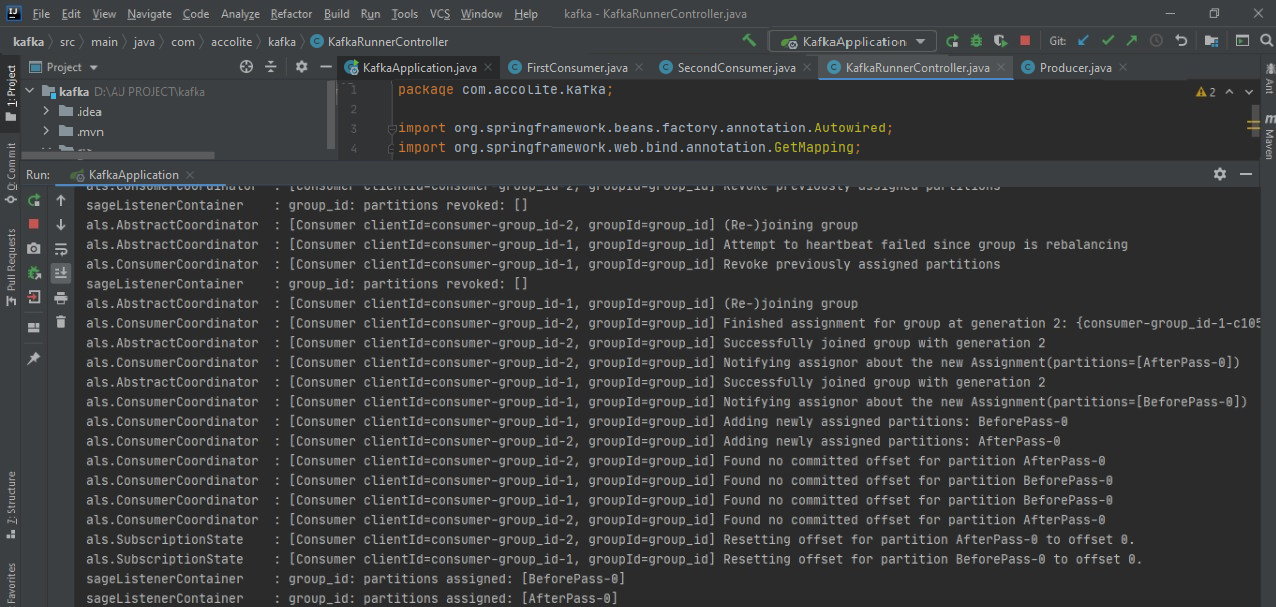 File Edit View Navigate Code Analyze Refactor Build Run Tools VCS Window Help kafka - KafkaRunnerController.java
kafka src main java com accolite kafka KafkaRunnerController KafkaApplication Git:
Project KafkaApplication.java FirstConsumer.java SecondConsumer.java KafkaRunnerController.java Producer.java
1: Project
kafka D:\AJ PROJECT\kafka
.idea
.mvn
1 package com.accolite.kafka;
2
3 import org.springframework.beans.factory.annotation.Autowired;
4 import org.springframework.web.bind.annotation.GetMapping;
2
Ant
Maven
0: Commit
Pull Requests
Z: Structure
Favorites
Run: KafkaApplication
als.ConsumerCoordinator : [Consumer clientId=consumer-group_id-2, groupId=group_id] Revoke previously assigned partitions
sageListenerContainer : group_id: partitions revoked: []
als.AbstractCoordinator : [Consumer clientId=consumer-group_id-2, groupId=group_id] (Re-)joining group
als.AbstractCoordinator : [Consumer clientId=consumer-group_id-1, groupId=group_id] Attempt to heartbeat failed since group is rebalancing
als.ConsumerCoordinator : [Consumer clientId=consumer-group_id-1, groupId=group_id] Revoke previously assigned partitions
sageListenerContainer : group_id: partitions revoked: []
als.AbstractCoordinator : [Consumer clientId=consumer-group_id-1, groupId=group_id] (Re-)joining group
als.ConsumerCoordinator : [Consumer clientId=consumer-group_id-2, groupId=group_id] Finished assignment for group at generation 2: {consumer-group_id-1-c105
als.AbstractCoordinator : [Consumer clientId=consumer-group_id-2, groupId=group_id] Successfully joined group with generation 2
als.ConsumerCoordinator : [Consumer clientId=consumer-group_id-2, groupId=group_id] Notifying assignor about the new Assignment(partitions=[AfterPass-0])
als.AbstractCoordinator : [Consumer clientId=consumer-group_id-1, groupId=group_id] Successfully joined group with generation 2
als.ConsumerCoordinator : [Consumer clientId=consumer-group_id-1, groupId=group_id] Notifying assignor about the new Assignment(partitions=[BeforePass-0])
als.ConsumerCoordinator : [Consumer clientId=consumer-group_id-1, groupId=group_id] Adding newly assigned partitions: BeforePass-0
als.ConsumerCoordinator : [Consumer clientId=consumer-group_id-2, groupId=group_id] Adding newly assigned partitions: AfterPass-0
als.ConsumerCoordinator : [Consumer clientId=consumer-group_id-2, groupId=group_id] Found no committed offset for partition AfterPass-0
als.ConsumerCoordinator : [Consumer clientId=consumer-group_id-1, groupId=group_id] Found no committed offset for partition BeforePass-0
als.ConsumerCoordinator : [Consumer clientId=consumer-group_id-1, groupId=group_id] Found no committed offset for partition BeforePass-0
als.ConsumerCoordinator : [Consumer clientId=consumer-group_id-2, groupId=group_id] Found no committed offset for partition AfterPass-0
als.SubscriptionState : [Consumer clientId=consumer-group_id-2, groupId=group_id] Resetting offset for partition AfterPass-0 to offset 0.
als.SubscriptionState : [Consumer clientId=consumer-group_id-1, groupId=group_id] Resetting offset for partition BeforePass-0 to offset 0.
sageListenerContainer : group_id: partitions assigned: [BeforePass-0]
sageListenerContainer : group_id: partitions assigned: [AfterPass-0]